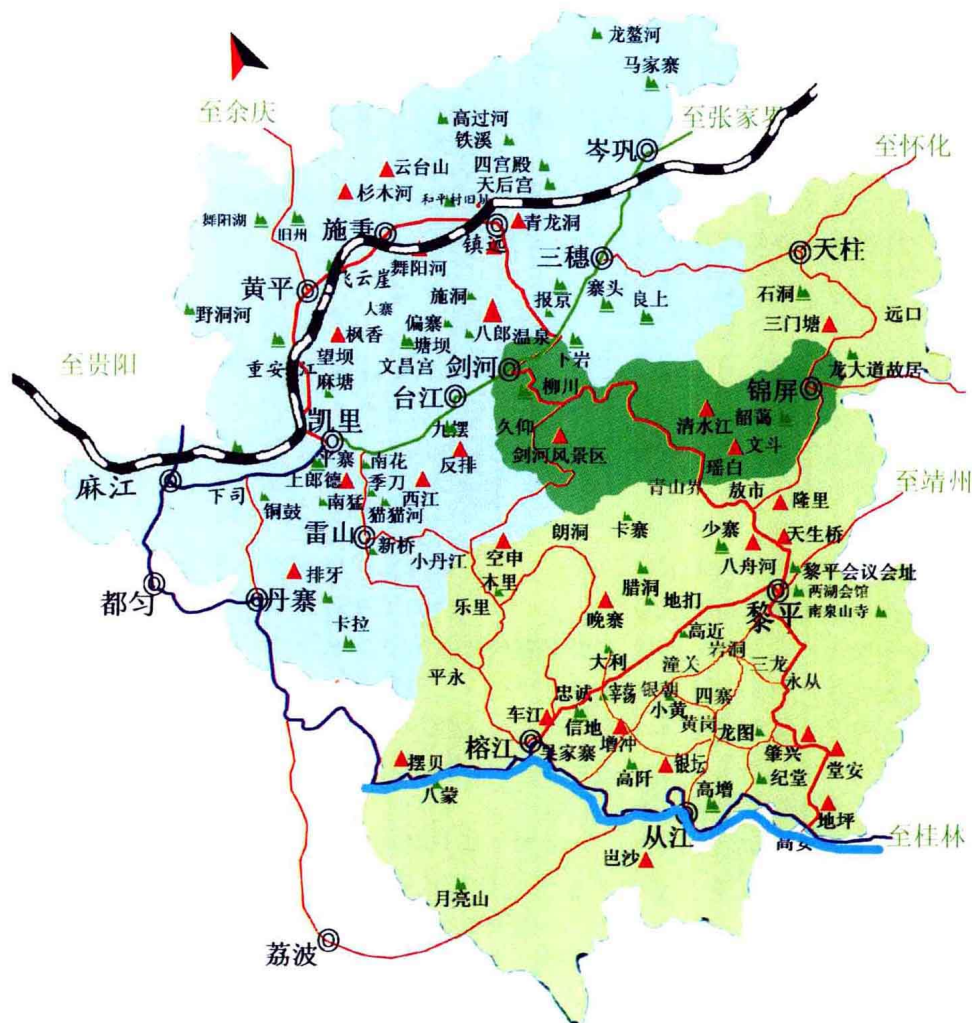 龙鳌河
马家寨
至余庆
高过河
至张家界
铁溪
岑巩
至怀化
云台山
四宫殿
杉木河
天后宫
和平村旧址
舞阳湖
旧州
施秉
镇远
青龙洞
天柱
舞阳河
三穗
飞云崖
黄平
石洞
施洞
报京
寨头
良上
野洞河
人寨
远口
三门塘
枫香
偏寨
八郎
温泉
望坝
塘坝
下岩
至贵阳
重安江
文昌宫
剑河
龙大道故居
麻塘
柳川
锦屏
台江
韶蔼
凯里
久仰
清水江
九摆
文斗
平寨
南花
反排
剑河风景区
瑶白
麻江
上郎德
季刀
西江
青山界
敖市
至靖州
下司
铜鼓
南猛
猫猫河
隆里
卡寨
雷山
新桥
小丹江
空申
朗洞
少寨
天生桥
八舟河
排牙
本里
腊洞
黎平会议会址
都匀
丹寨
乐里
晚寨
地扪
两湖会馆
黎平
南泉山寺
卡拉
高近
岩洞
大利
潼关
三龙
平永
永从
忠诚
宰荡
银朝
四寨
车江
信地
小黄
黄岗
榕江
增冲
龙图
肇兴
吴家寨
摆贝
高阡
银坛
纪堂
堂安
八蒙
高增
地坪
从江
高安
至桂林
岜沙
月亮山
荔波